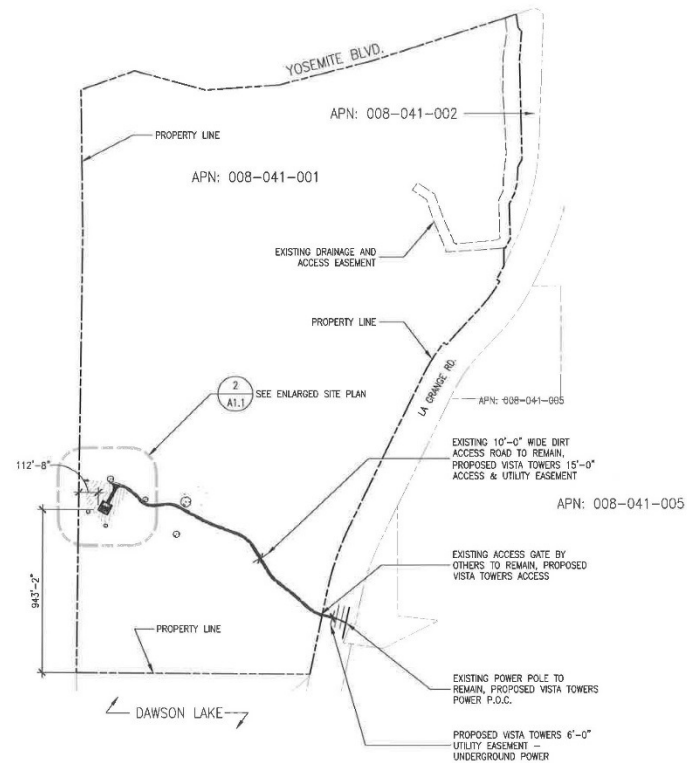 YOSEMITE BLVD.
APN: 008-041-002
PROPERTY LINE
APN: 008-041-001
EXISTING DRAINAGE AND
ACCESS EASEMENT
PROPERTY LINE
LA GRANGE RD.
2
A1.1
SEE ENLARGED SITE PLAN
APN: 008-041-005
112'-8"
EXISTING 10'-0" WIDE DIRT
ACCESS ROAD TO REMAIN,
PROPOSED VISTA TOWERS 15'-0"
ACCESS & UTILITY EASEMENT
APN: 008-041-005
EXISTING ACCESS GATE BY
OTHERS TO REMAIN, PROPOSED
VISTA TOWERS ACCESS
943'-2"
PROPERTY LINE
EXISTING POWER POLE TO
REMAIN, PROPOSED VISTA TOWERS
POWER P.O.C.
DAWSON LAKE
PROPOSED VISTA TOWERS 6'-0"
UTILITY EASEMENT –
UNDERGROUND POWER